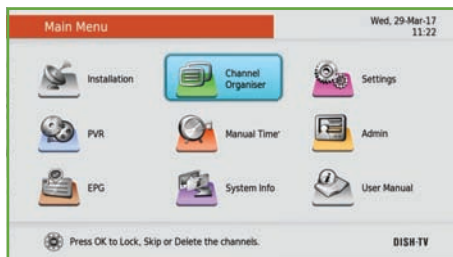 Main Menu
Wed, 29-Mar-17
11:22
Installation
Channel
Organiser
Settings
PVR
Manual Timer
Admin
EPG
System Info
User Manual
Press OK to Lock, Skip or Delete the channels.
DISH-TV